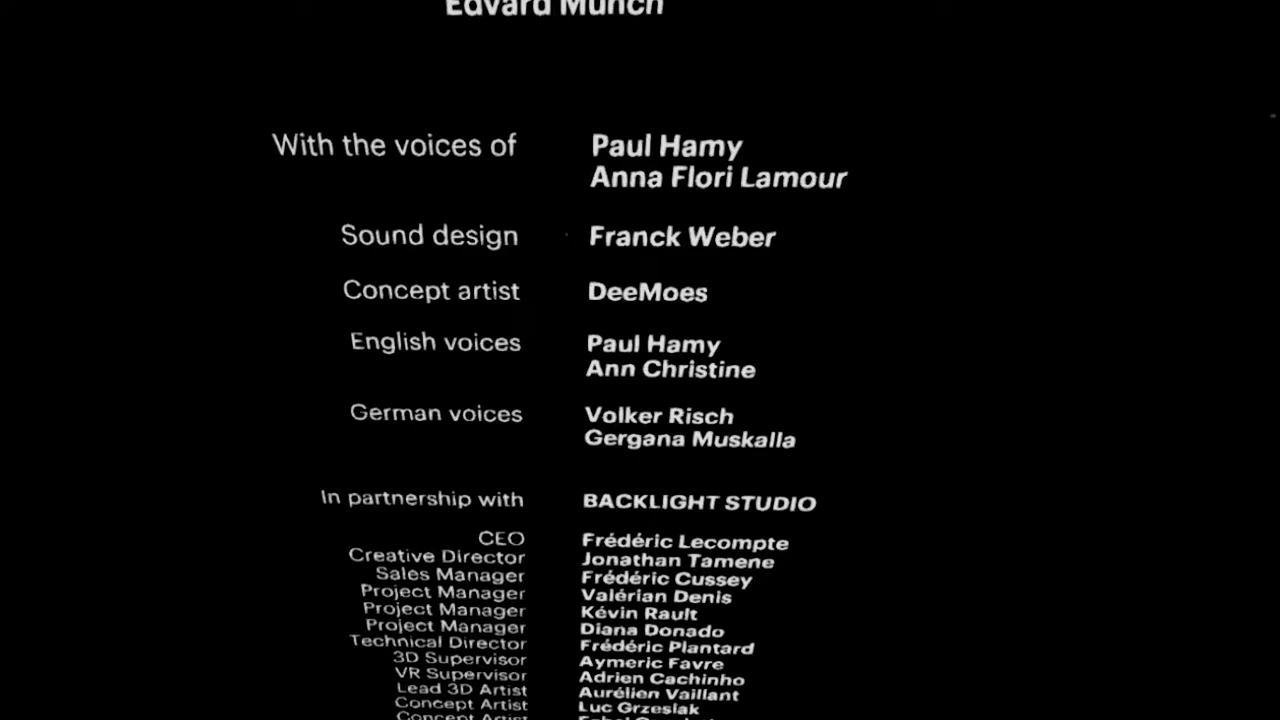 Edvard Munch
With the voices of Paul Hamy
Anna Flori Lamour
Sound design Franck Weber
Concept artist DeeMoes
English voices Paul Hamy
Ann Christine
German voices Volker Risch
Gergana Muskalla
In partnership with BACKLIGHT STUDIO
CEO Frédéric Lecompte
Creative Director Jonathan Tamene
Sales Manager Frédéric Cussey
Project Manager Valérian Denis
Project Manager Kévin Rault
Project Manager Diana Donado
Technical Director Frédéric Plantard
3D Supervisor Aymeric Favre
VR Supervisor Adrien Cachinho
Lead 3D Artist Aurélien Vaillant
Concept Artist Luc Grzesiak
Concept Artist